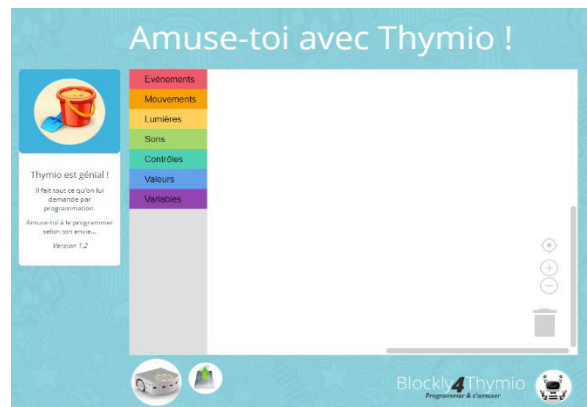 Amuse-toi avec Thymio !
Evénements
Mouvements
Lumières
Sons
Contrôles
Valeurs
Variables
Thymio est génial !
Il fait tout ce qu'on lui
demande par
programmation.
Amuse-toi à le programmer
selon ton envie...
Version 1.2
Blockly4Thymio
Programmer & s'amuser